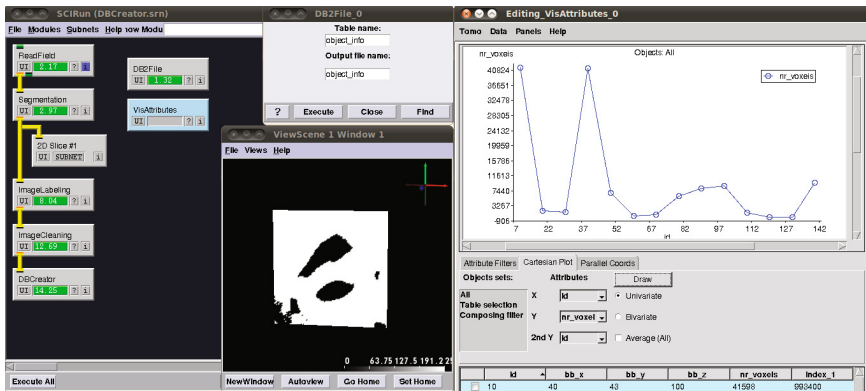 SCIRun (DBCreator.srn)
File Modules Subnets Help now Modu
ReadField
UI 2.17 ? i
Segmentation
UI 2.97 ? i
2D Slice #1
UI SUBNET i
ImageLabeling
UI 8.04 ? i
ImageCleaning
UI 12.69 ? i
DBCreator
UI 14.25 ? i
DB2File
UI 1.32 ? i
VisAttributes
UI ? i
Execute All
DB2File_0
Table name:
object_info
Output file name:
object_info
? Execute Close Find
ViewScene 1 Window 1
File Views Help
0 63.75 127.5 191.2 25
NewWindow Autoview Go Home Set Home
Editing_VisAttributes_0
Tomo Data Panels Help
nr_voxels
Objects: All
nr_voxels
40824
36651
32478
28305
24132
19959
15786
11613
7440
3267
-906
7 22 37 52 67 82 97 112 127 142
id
Attribute Filters Cartesian Plot Parallel Coords
Objects sets: Attributes Draw
All
Table selection
Composing filter
X id Univariate
Y nr_voxel Bivariate
2nd Y id Average (All)
id bb_x bb_y bb_z nr_voxels index_1
10 40 43 100 41598 993400